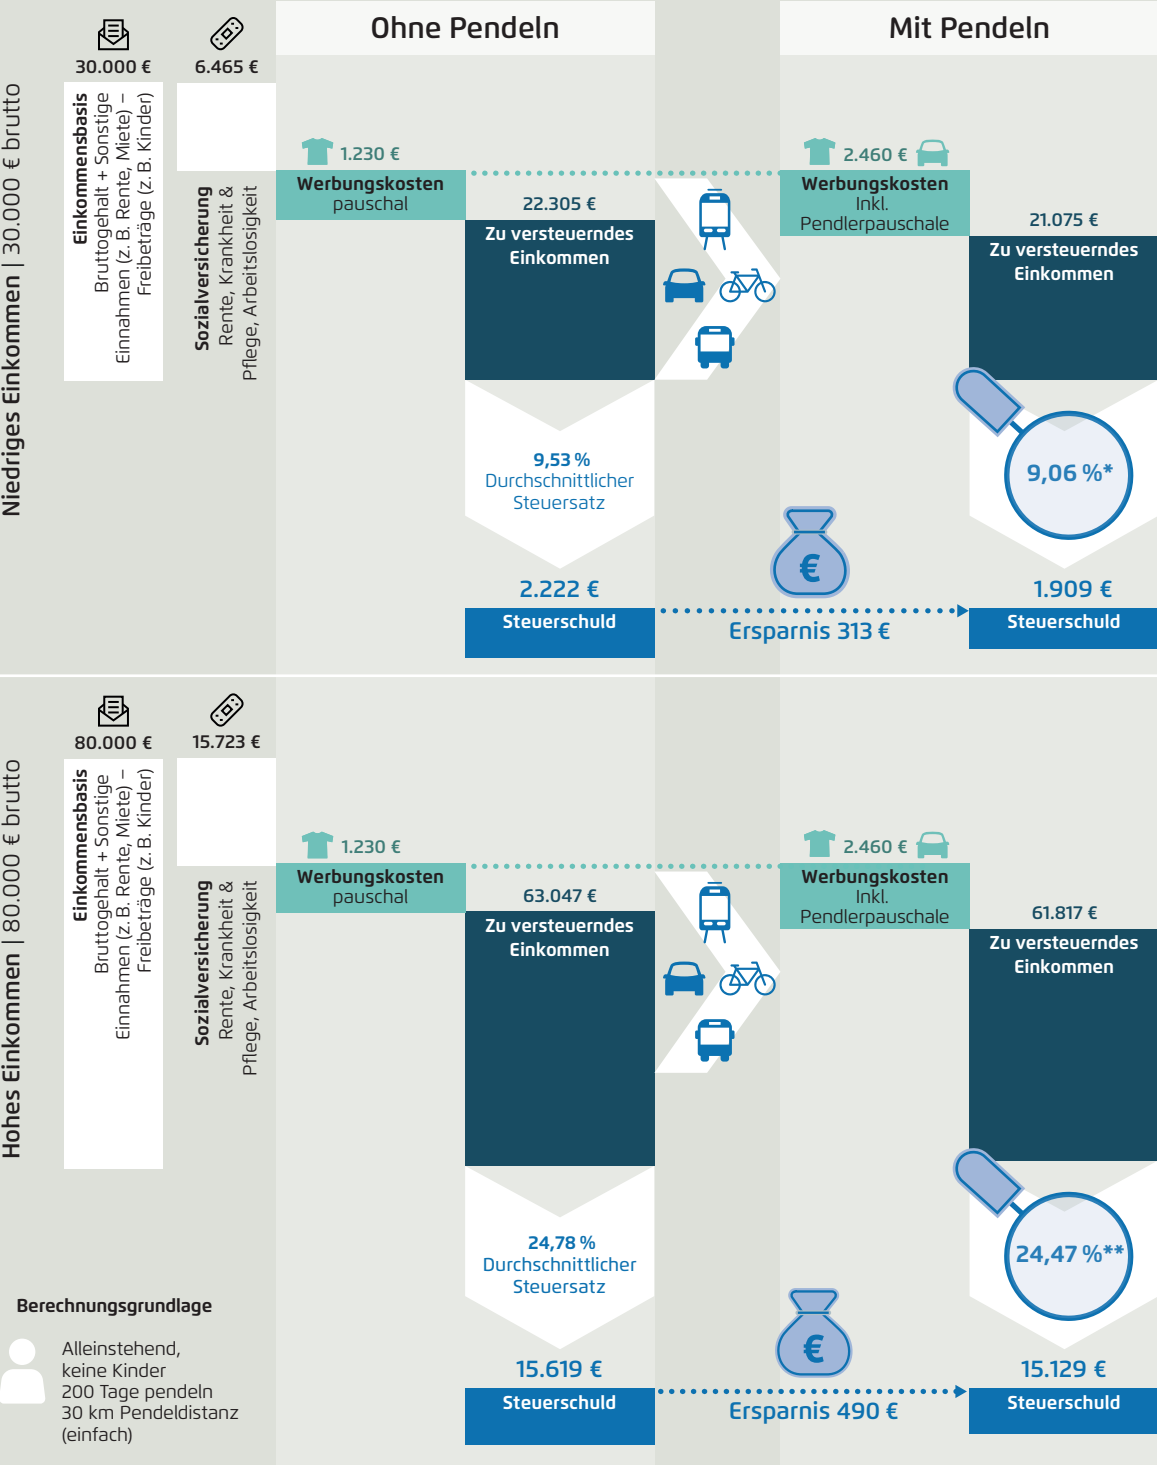 Ohne Pendeln
Mit Pendeln
Niedriges Einkommen | 30.000 € brutto
30.000 €
Einkommensbasis
Bruttogehalt + Sonstige
Einnahmen (z. B. Rente, Miete) –
Freibeträge (z. B. Kinder)
6.465 €
Sozialversicherung
Rente, Krankheit &
Pflege, Arbeitslosigkeit
1.230 €
Werbungskosten
pauschal
22.305 €
Zu versteuerndes
Einkommen
9,53 %
Durchschnittlicher
Steuersatz
2.222 €
Steuerschuld
2.460 €
Werbungskosten
Inkl.
Pendlerpauschale
21.075 €
Zu versteuerndes
Einkommen
9,06 %*
€
Ersparnis 313 €
1.909 €
Steuerschuld
Hohes Einkommen | 80.000 € brutto
80.000 €
Einkommensbasis
Bruttogehalt + Sonstige
Einnahmen (z. B. Rente, Miete) –
Freibeträge (z. B. Kinder)
15.723 €
Sozialversicherung
Rente, Krankheit &
Pflege, Arbeitslosigkeit
1.230 €
Werbungskosten
pauschal
63.047 €
Zu versteuerndes
Einkommen
24,78 %
Durchschnittlicher
Steuersatz
15.619 €
Steuerschuld
2.460 €
Werbungskosten
Inkl.
Pendlerpauschale
61.817 €
Zu versteuerndes
Einkommen
24,47 %**
€
Ersparnis 490 €
15.129 €
Steuerschuld
Berechnungsgrundlage
Alleinstehend,
keine Kinder
200 Tage pendeln
30 km Pendeldistanz
(einfach)